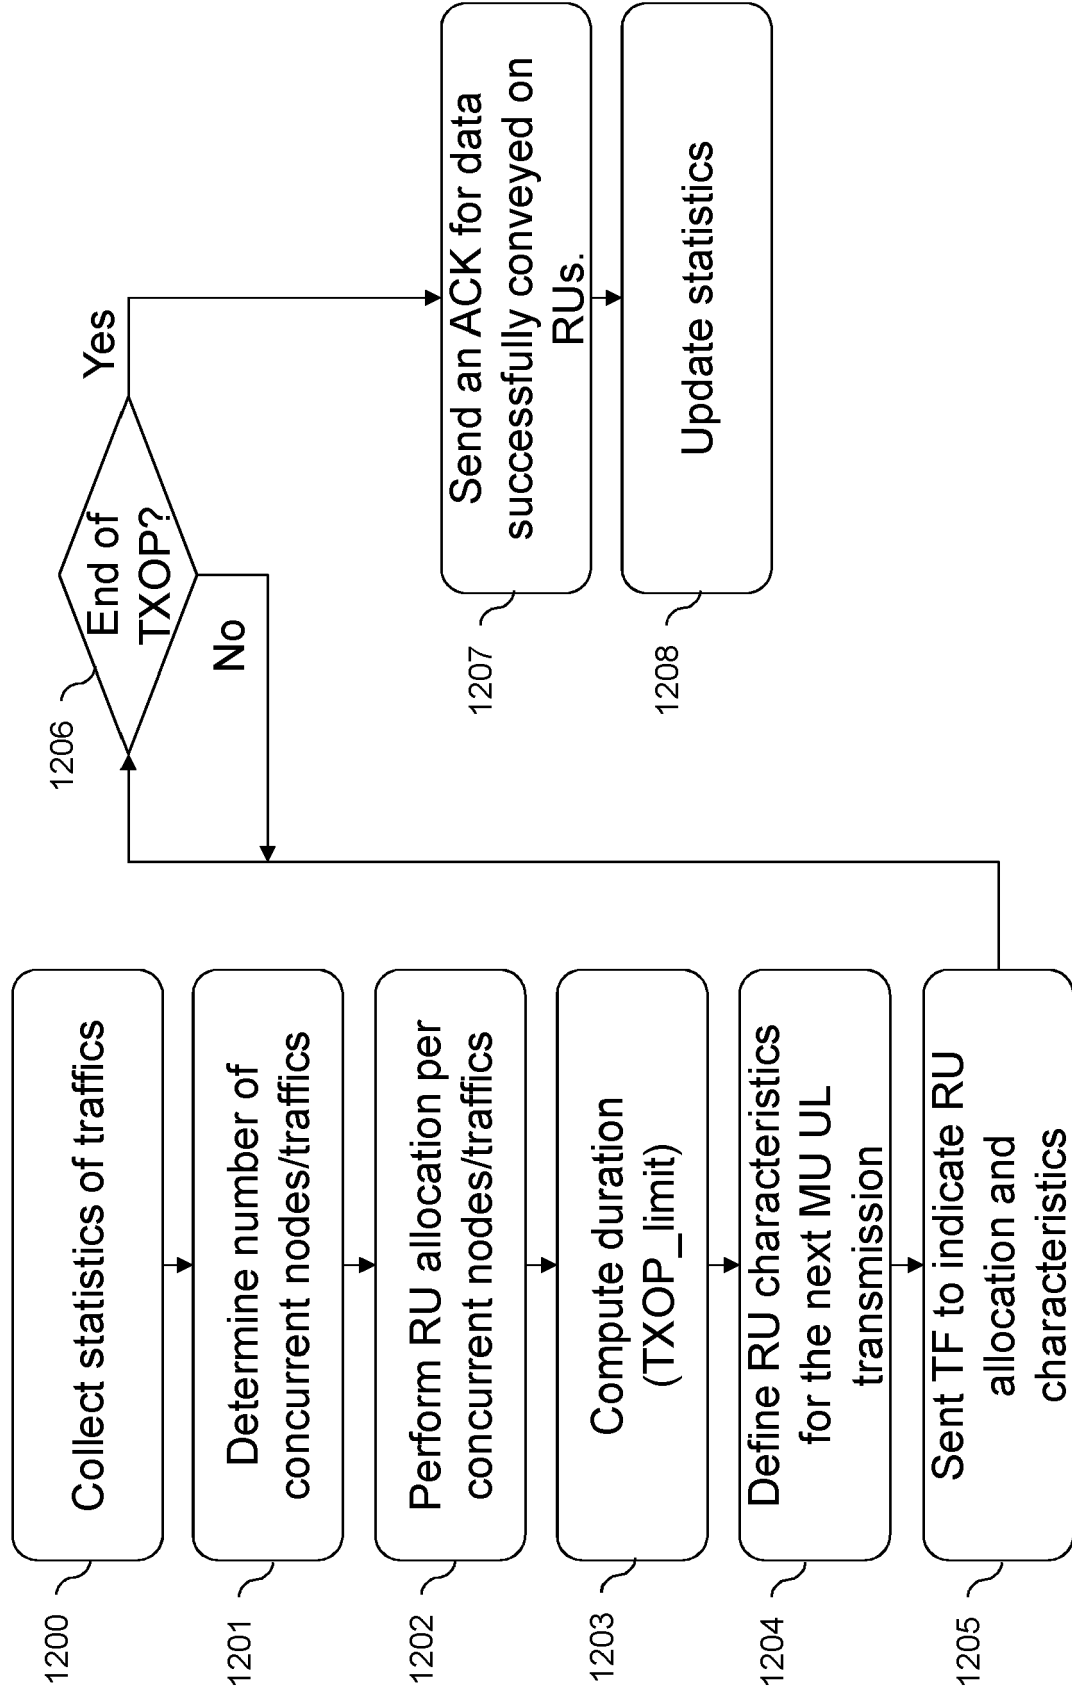 1200
Collect statistics of traffics
1201
Determine number of
concurrent nodes/traffics
1202
Perform RU allocation per
concurrent nodes/traffics
1203
Compute duration
(TXOP_limit)
1204
Define RU characteristics
for the next MU UL
transmission
1205
Sent TF to indicate RU
allocation and
characteristics
1206
End of
TXOP?
Yes
No
1207
Send an ACK for data
successfully conveyed on
RUs.
1208
Update statistics